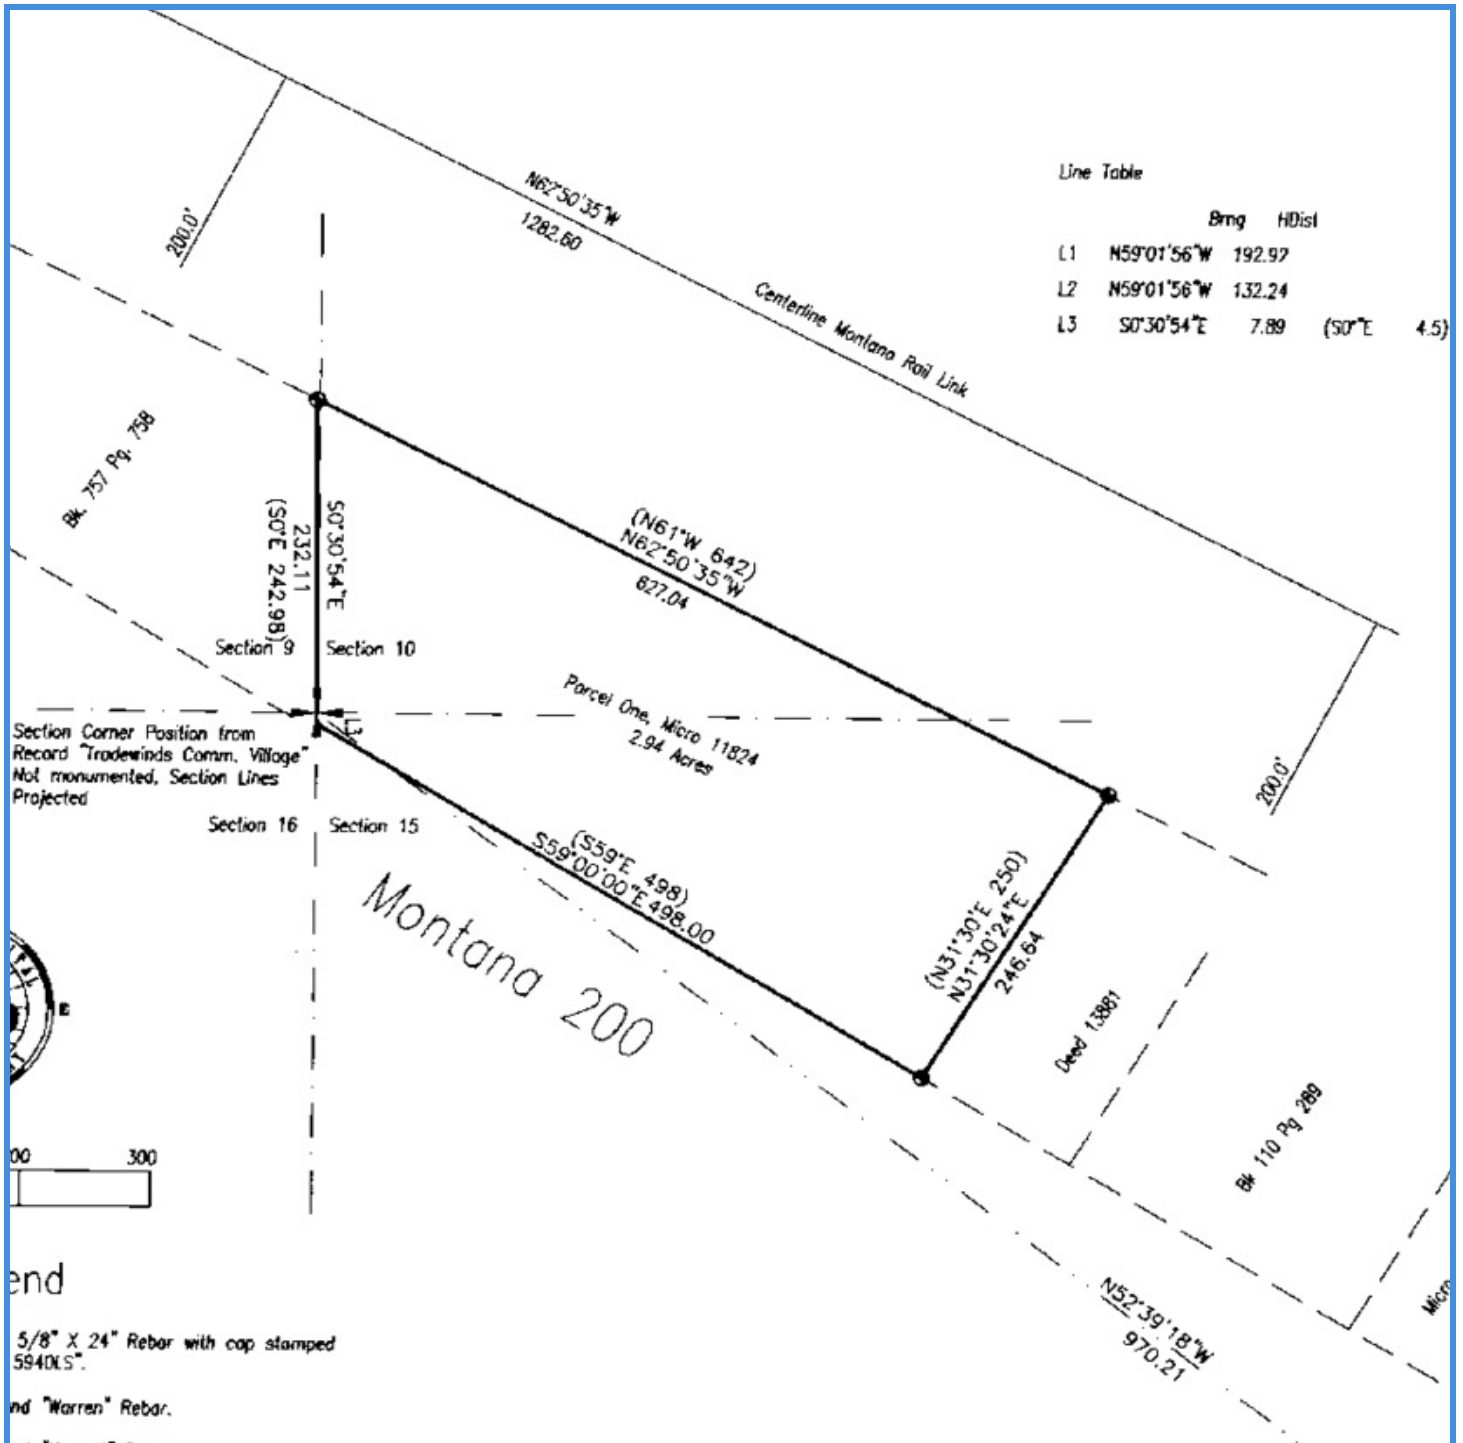 Line Table
Brng HDist
L1 N59°01'56"W 192.92
L2 N59°01'56"W 132.24
L3 S0°30'54"E 7.89 (S0°"E 4.5)
N62°50'35"W
1282.60
200.0'
Centerline Montana Rail Link
Bk. 757 Pg. 758
S0°30'54"E
232.11
(S0°E 242.98)
(N61°W 642)
N62°50'35"W
627.04
Section 9
Section 10
Parcel One, Micro 11824
2.94 Acres
200.0'
L3
Section Corner Position from
Record "Tradewinds Comm. Village"
Not monumented, Section Lines
Projected
Section 16
Section 15
(S59°E 498)
S59°00'00"E 498.00
Montana 200
(N31°30'E 250)
N31°30'24"E
246.64
Deed 13881
Bk 110 Pg 289
Micro
E
00
300
end
N52°39'18"W
970.21
5/8" X 24" Rebar with cap stamped
5940LS".
nd "Warren" Rebar.